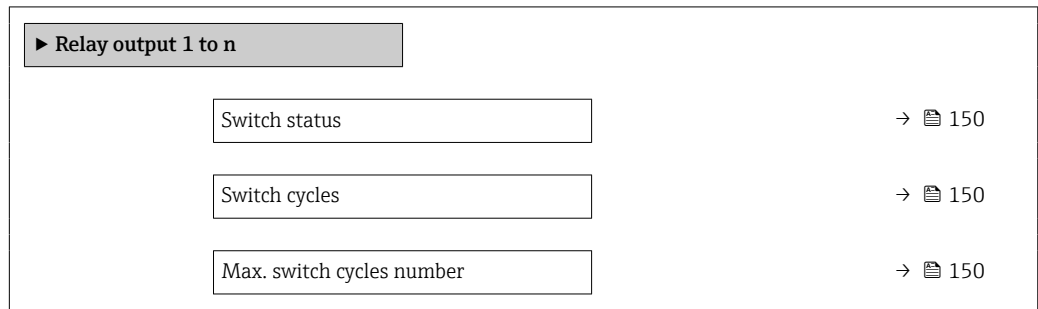 ▶ Relay output 1 to n
Switch status → 150
Switch cycles → 150
Max. switch cycles number → 150